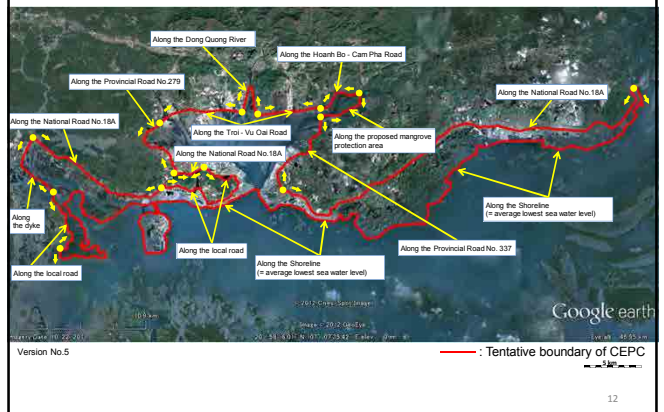 Along the Dong Quong River
Along the Hoanh Bo - Cam Pha Road
Along the Provincial Road No.279
Along the National Road No.18A
Along the National Road No.18A
Along the Troi - Vu Oai Road
Along the proposed mangrove
protection area
Along the National Road No.18A
Along
the dyke
Along the local road
Along the local road
Along the Shoreline
(= average lowest sea water level)
Along the Provincial Road No. 337
Along the Shoreline
(= average lowest sea water level)
Google earth
Version No.5
: Tentative boundary of CEPC
5 km
12